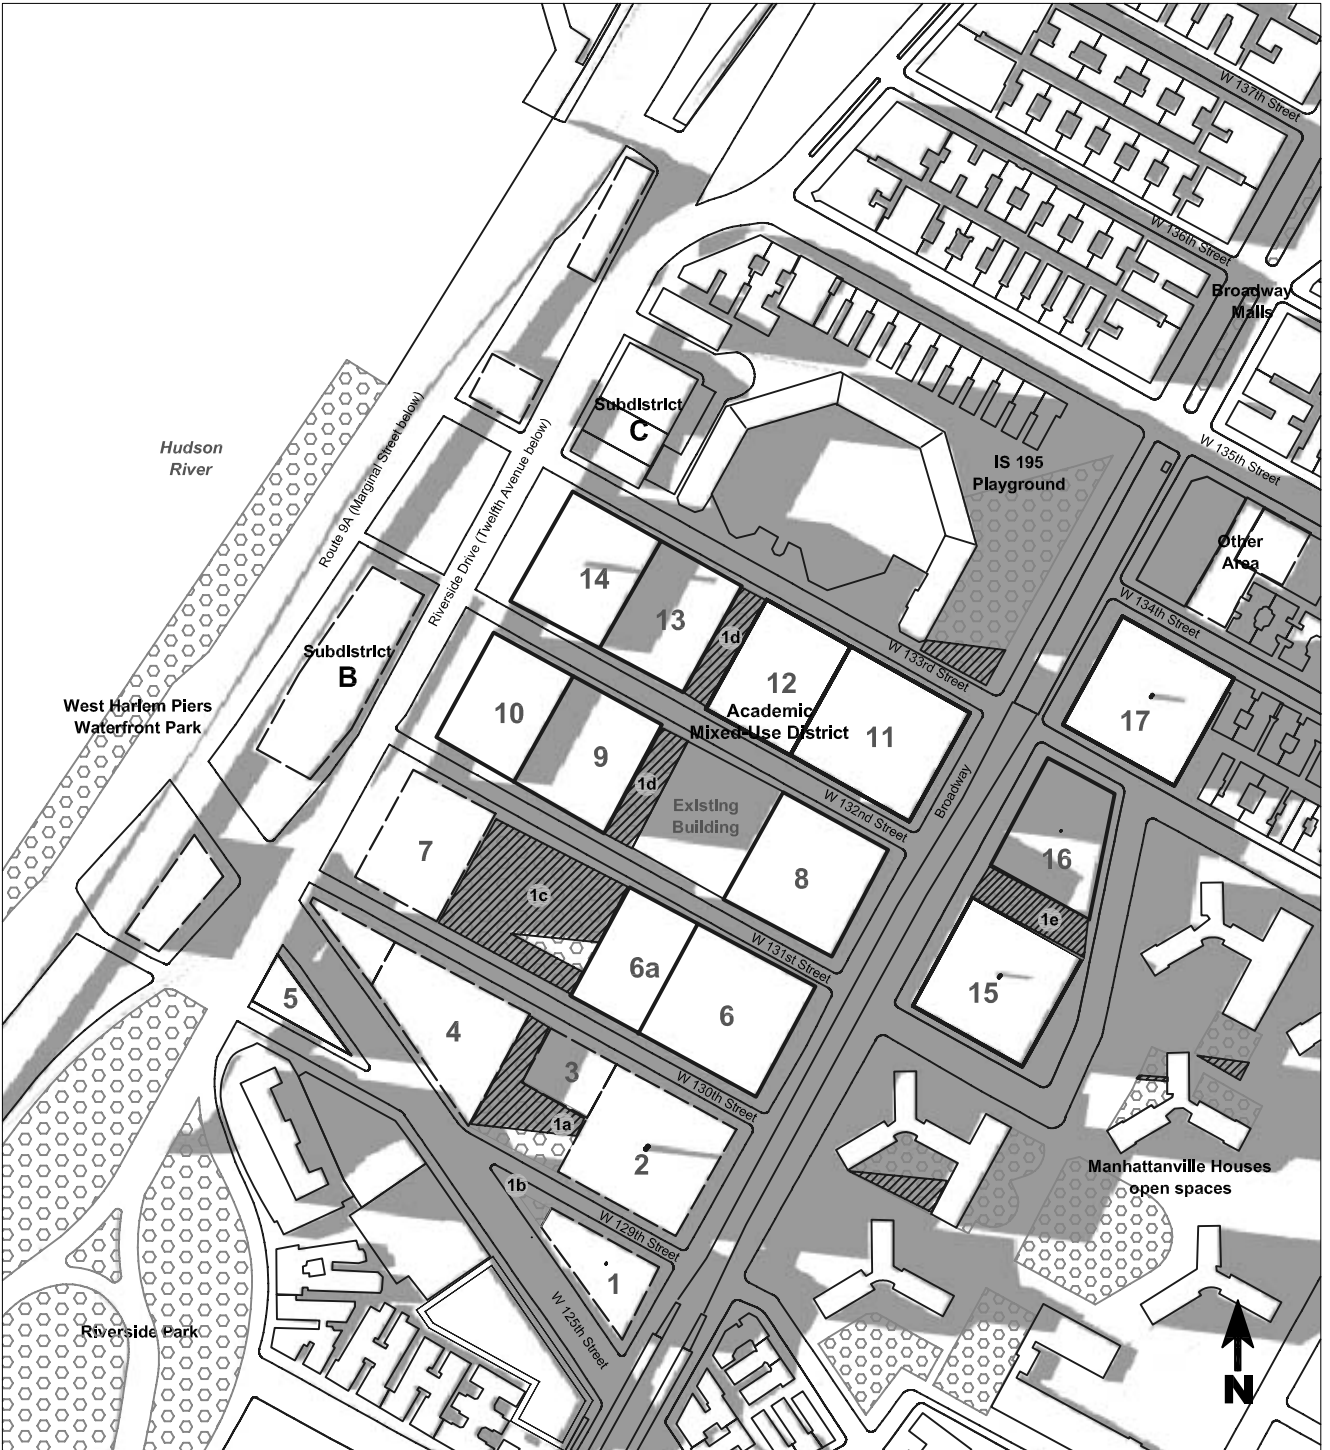 W 137th Street
W 136th Street
Broadway
Malls
Subdistrict
C
Hudson
River
Route 9A (Marginal Street below)
Riverside Drive (Twelfth Avenue below)
W 135th Street
IS 195
Playground
Other
Area
14
13
1d
W 134th Street
Subdistrict
B
W 133rd Street
12
Academic
Mixed-Use District
11
17
West Harlem Piers
Waterfront Park
10
9
1d
Existing
Building
W 132nd Street
Broadway
7
8
16
1c
1e
W 131st Street
6a
6
15
5
4
3
W 130th Street
1a
2
Manhattanville Houses
open spaces
1b
W 129th Street
1
W 125th Street
Riverside Park
N